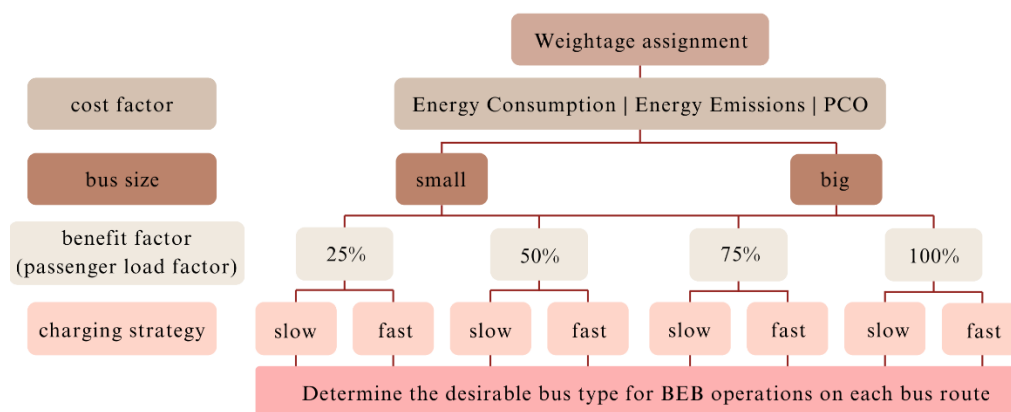 Weightage assignment
cost factor
Energy Consumption | Energy Emissions | PCO
bus size
small
big
benefit factor
(passenger load factor)
25%
50%
75%
100%
charging strategy
slow
fast
slow
fast
slow
fast
slow
fast
Determine the desirable bus type for BEB operations on each bus route